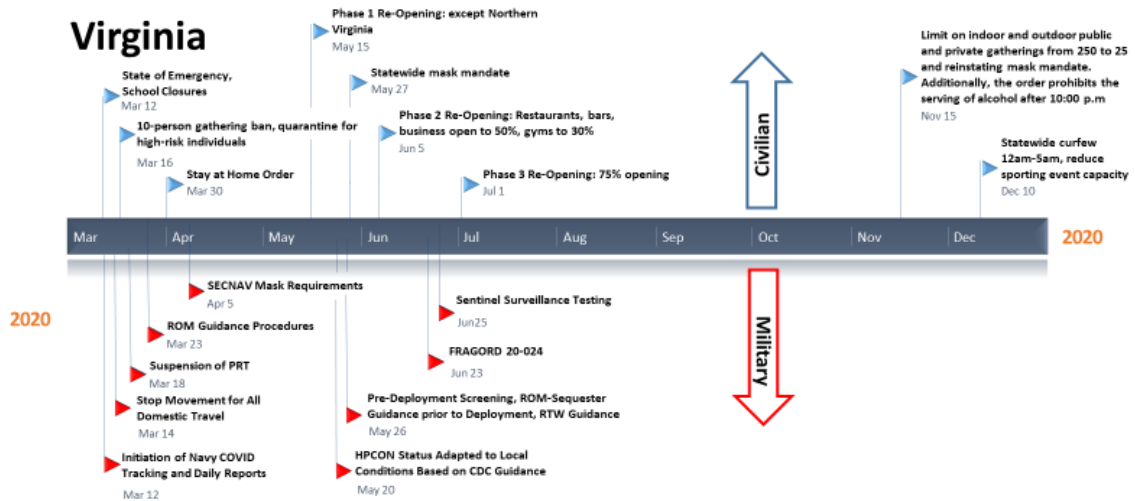 Virginia
Phase 1 Re-Opening: except Northern
Virginia
May 15
State of Emergency,
School Closures
Mar 12
Statewide mask mandate
May 27
10-person gathering ban, quarantine for
high-risk individuals
Mar 16
Phase 2 Re-Opening: Restaurants, bars,
business open to 50%, gyms to 30%
Jun 5
Stay at Home Order
Mar 30
Phase 3 Re-Opening: 75% opening
Jul 1
Civilian
Limit on indoor and outdoor public
and private gatherings from 250 to 25
and reinstating mask mandate.
Additionally, the order prohibits the
serving of alcohol after 10:00 p.m
Nov 15
Statewide curfew
12am-5am, reduce
sporting event capacity
Dec 10
Mar Apr May Jun Jul Aug Sep Oct Nov Dec
2020
2020
SECNAV Mask Requirements
Apr 5
ROM Guidance Procedures
Mar 23
Suspension of PRT
Mar 18
Stop Movement for All
Domestic Travel
Mar 14
Initiation of Navy COVID
Tracking and Daily Reports
Mar 12
Sentinel Surveillance Testing
Jun25
FRAGORD 20-024
Jun 23
Pre-Deployment Screening, ROM-Sequester
Guidance prior to Deployment, RTW Guidance
May 26
HPCON Status Adapted to Local
Conditions Based on CDC Guidance
May 20
Military